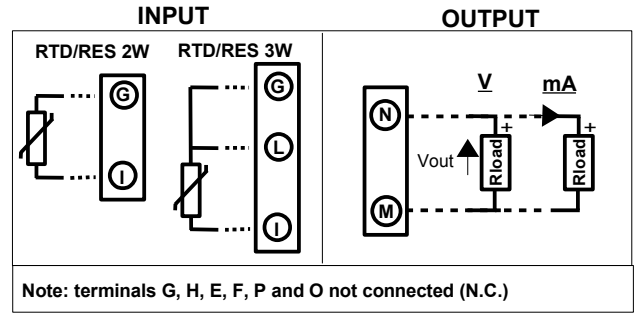 INPUT
OUTPUT
RTD/RES 2W
RTD/RES 3W
G
I
G
L
I
N
M
V
mA
Vout
+
Rload
+
Rload
Note: terminals G, H, E, F, P and O not connected (N.C.)